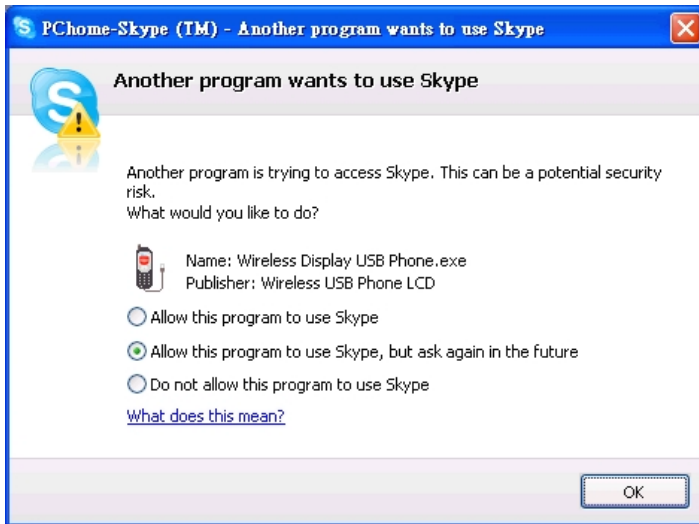 PChome-Skype (TM) - Another program wants to use Skype
Another program wants to use Skype
Another program is trying to access Skype. This can be a potential security
risk.
What would you like to do?
Name: Wireless Display USB Phone.exe
Publisher: Wireless USB Phone LCD
Allow this program to use Skype
Allow this program to use Skype, but ask again in the future
Do not allow this program to use Skype
What does this mean?
OK